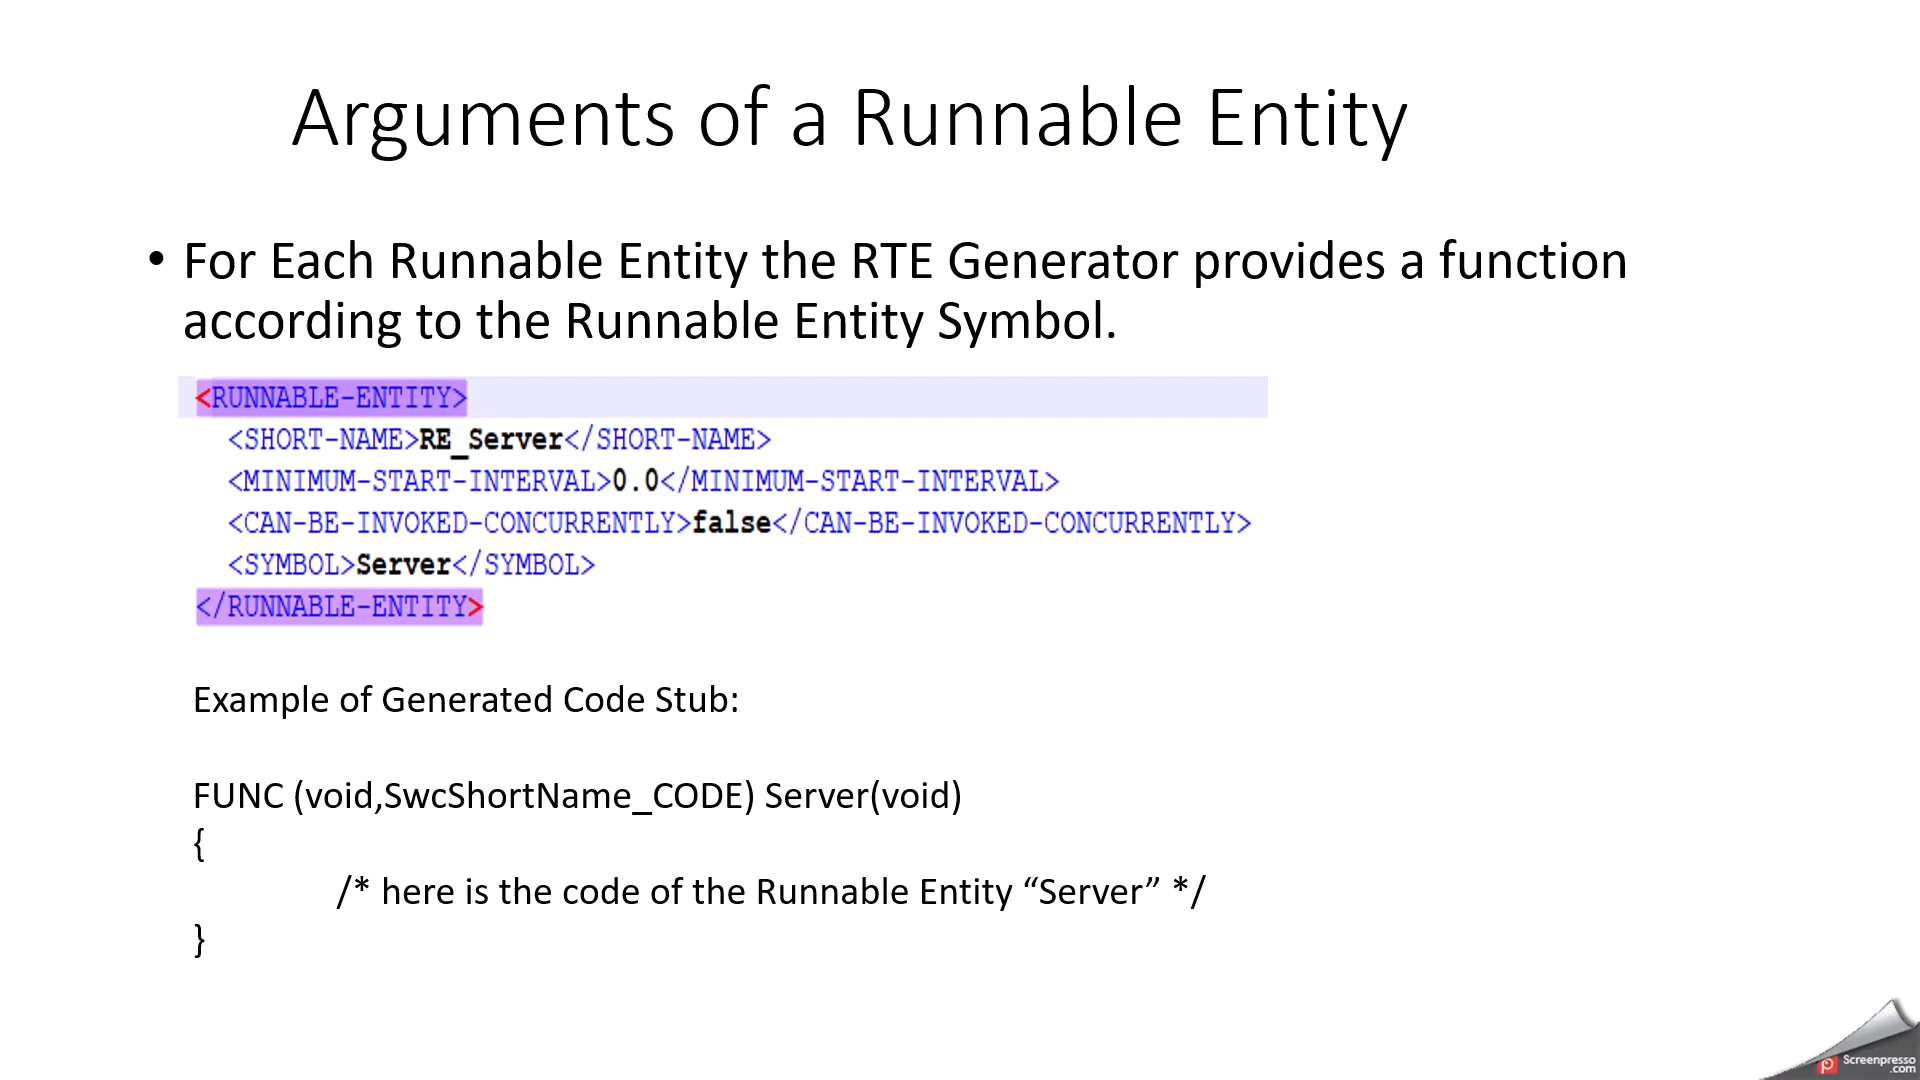 Arguments of a Runnable Entity
• For Each Runnable Entity the RTE Generator provides a function
according to the Runnable Entity Symbol.
<RUNNABLE-ENTITY>
<SHORT-NAME>RE_Server</SHORT-NAME>
<MINIMUM-START-INTERVAL>0.0</MINIMUM-START-INTERVAL>
<CAN-BE-INVOKED-CONCURRENTLY>false</CAN-BE-INVOKED-CONCURRENTLY>
<SYMBOL>Server</SYMBOL>
</RUNNABLE-ENTITY>
Example of Generated Code Stub:
FUNC (void,SwcShortName_CODE) Server(void)
{
/* here is the code of the Runnable Entity “Server” */
}
Screenpresso
.com